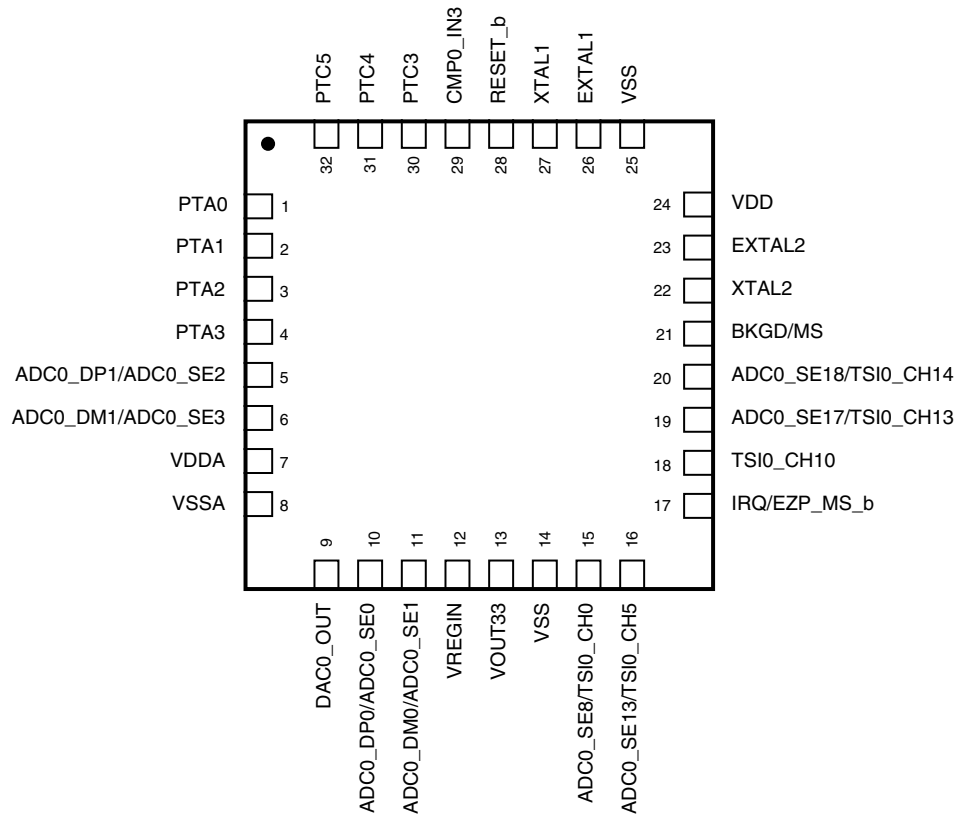 PTC5
PTC4
PTC3
CMP0_IN3
RESET_b
XTAL1
EXTAL1
VSS
32
31
30
29
28
27
26
25
PTA0 1
PTA1 2
PTA2 3
PTA3 4
ADC0_DP1/ADC0_SE2 5
ADC0_DM1/ADC0_SE3 6
VDDA 7
VSSA 8
24 VDD
23 EXTAL2
22 XTAL2
21 BKGD/MS
20 ADC0_SE18/TSI0_CH14
19 ADC0_SE17/TSI0_CH13
18 TSI0_CH10
17 IRQ/EZP_MS_b
9
10
11
12
13
14
15
16
DAC0_OUT
ADC0_DP0/ADC0_SE0
ADC0_DM0/ADC0_SE1
VREGIN
VOUT33
VSS
ADC0_SE8/TSI0_CH0
ADC0_SE13/TSI0_CH5